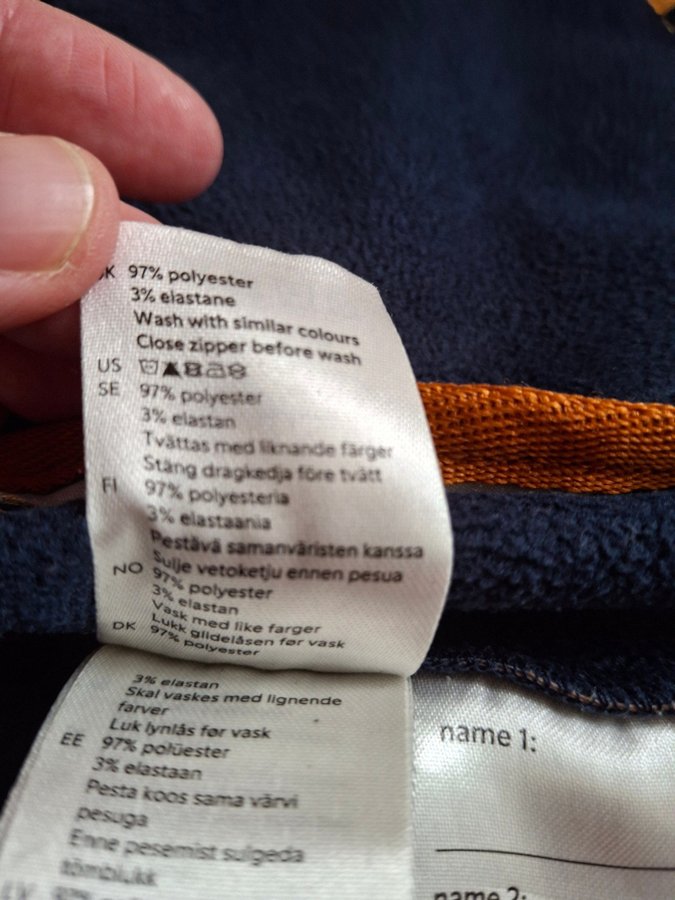 K 97% polyester
3% elastane
Wash with similar colours
Close zipper before wash
US
SE 97% polyester
3% elastan
Tvättas med liknande färger
Stäng dragkedja före tvätt
FI 97% polyesteria
3% elastaania
Pestävä samanväristen kanssa
Sulje vetoketju ennen pesua
NO 97% polyester
3% elastan
Vask med like farger
Lukk glidelåsen før vask
DK 97% polyester
3% elastan
Skal vaskes med lignende
farver
Luk lynlås før vask
EE 97% polüester
3% elastaan
Pesta koos sama värvi
pesuga
Enne pesemist sulgeda
tõmblukk
LV 97%
name 1:
name 2: